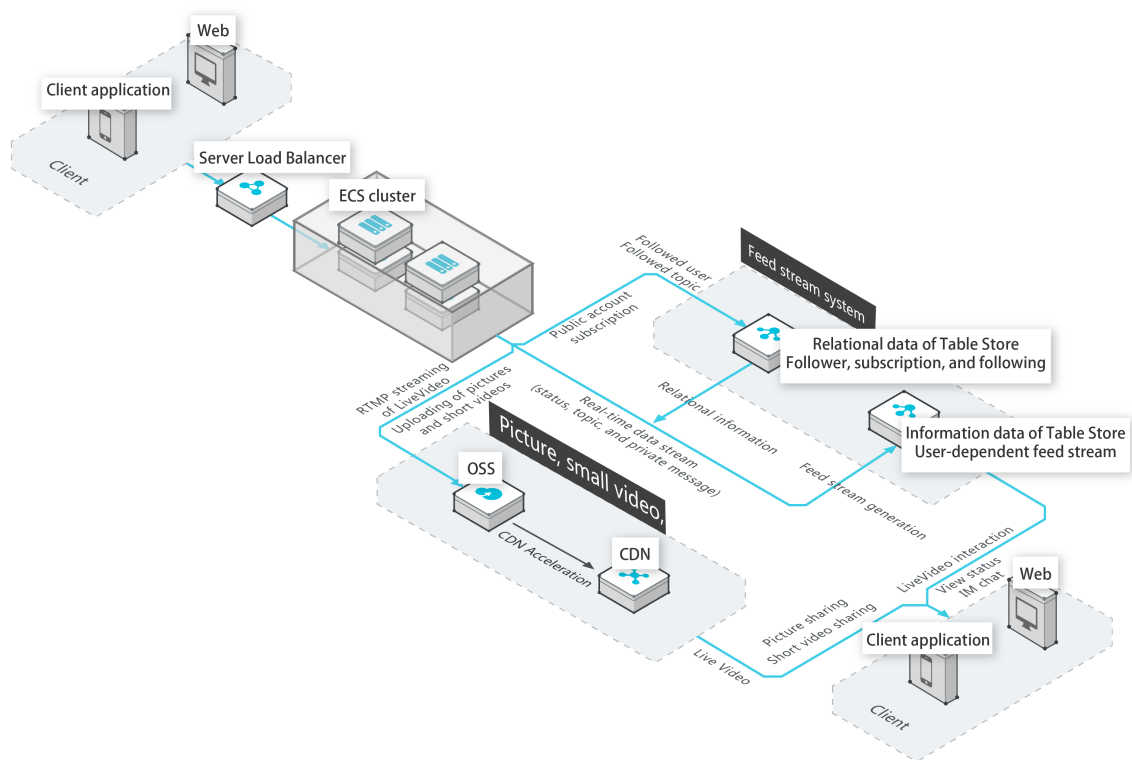 Web
Client application
Client
Server Load Balancer
ECS cluster
Followed user
Followed topic
Public account
subscription
Feed stream system
Relational data of Table Store
Follower, subscription, and following
RTMP streaming
of LiveVideo
Uploading of pictures
and short videos
Relational information
Real-time data stream
(status, topic, and private message)
Information data of Table Store
User-dependent feed stream
Feed stream generation
Picture, small video,
OSS
CDN Acceleration
CDN
LiveVideo interaction
View status
IM chat
Picture sharing
Short video sharing
Live Video
Web
Client application
Client